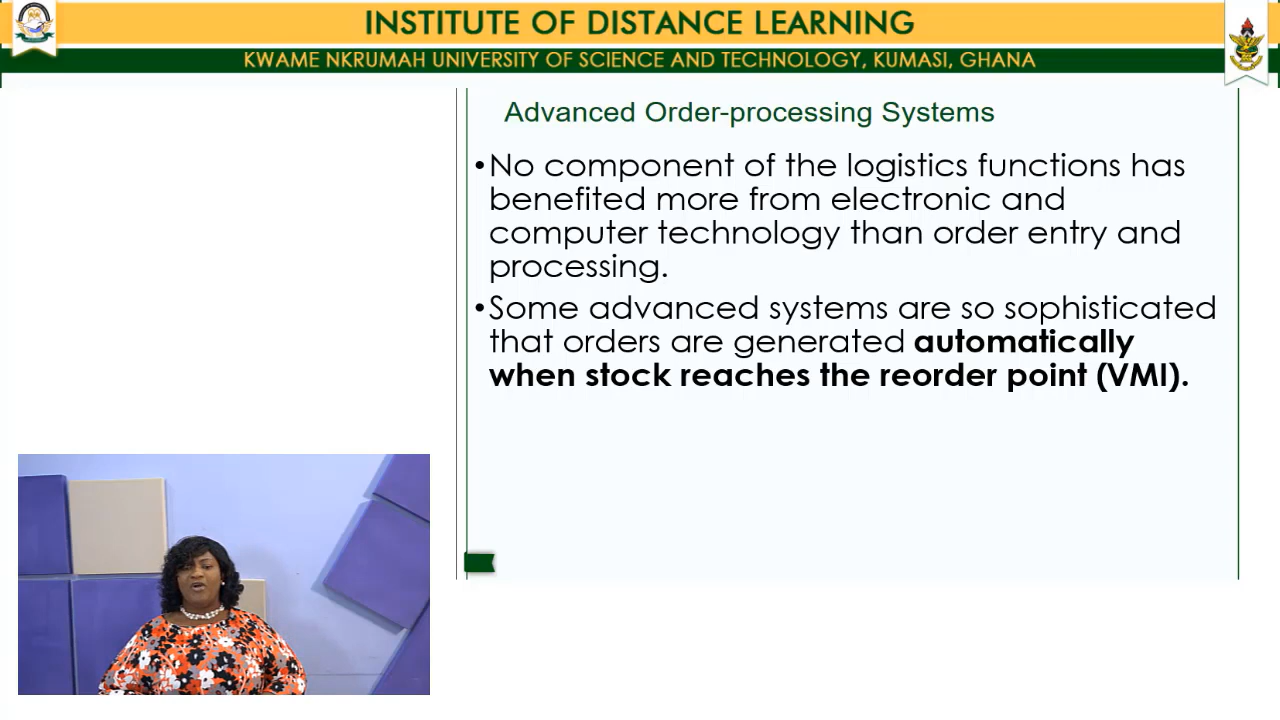 INSTITUTE OF DISTANCE LEARNING
KWAME NKRUMAH UNIVERSITY OF SCIENCE AND TECHNOLOGY, KUMASI, GHANA
Advanced Order-processing Systems
•No component of the logistics functions has
benefited more from electronic and
computer technology than order entry and
processing.
•Some advanced systems are so sophisticated
that orders are generated automatically
when stock reaches the reorder point (VMI).